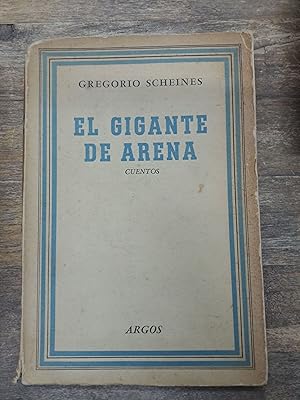 GREGORIO SCHEINES
EL GIGANTE
DE ARENA
CUENTOS
ARGOS